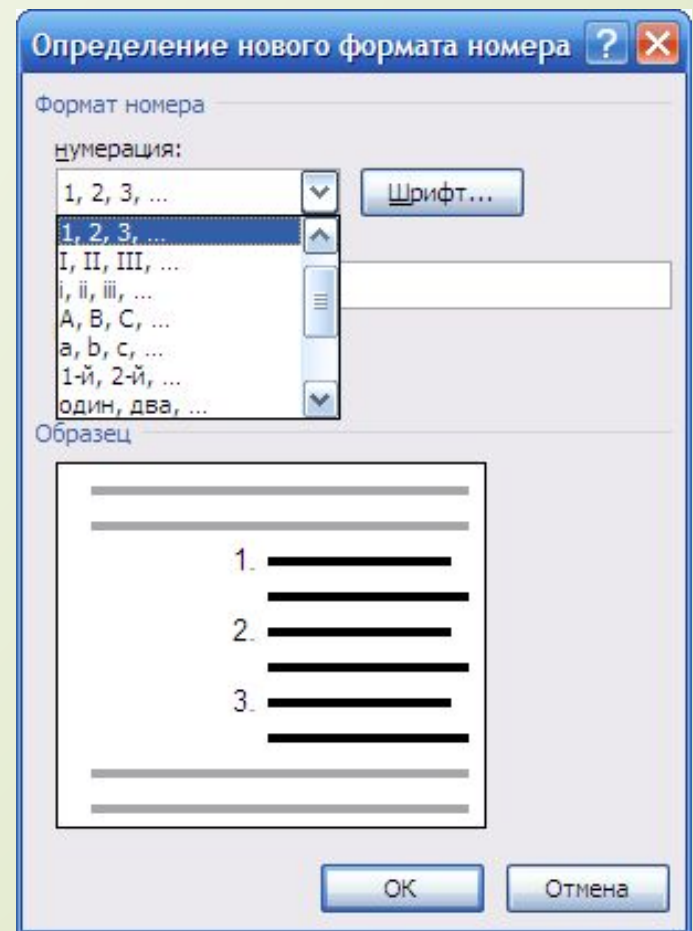 Определение нового формата номера
Формат номера
нумерация:
1, 2, 3, ...
Шрифт...
1, 2, 3, ...
I, II, III, ...
i, ii, iii, ...
A, B, C, ...
a, b, c, ...
1-й, 2-й, ...
один, два, ...
Образец
1.
2.
3.
ОК
Отмена